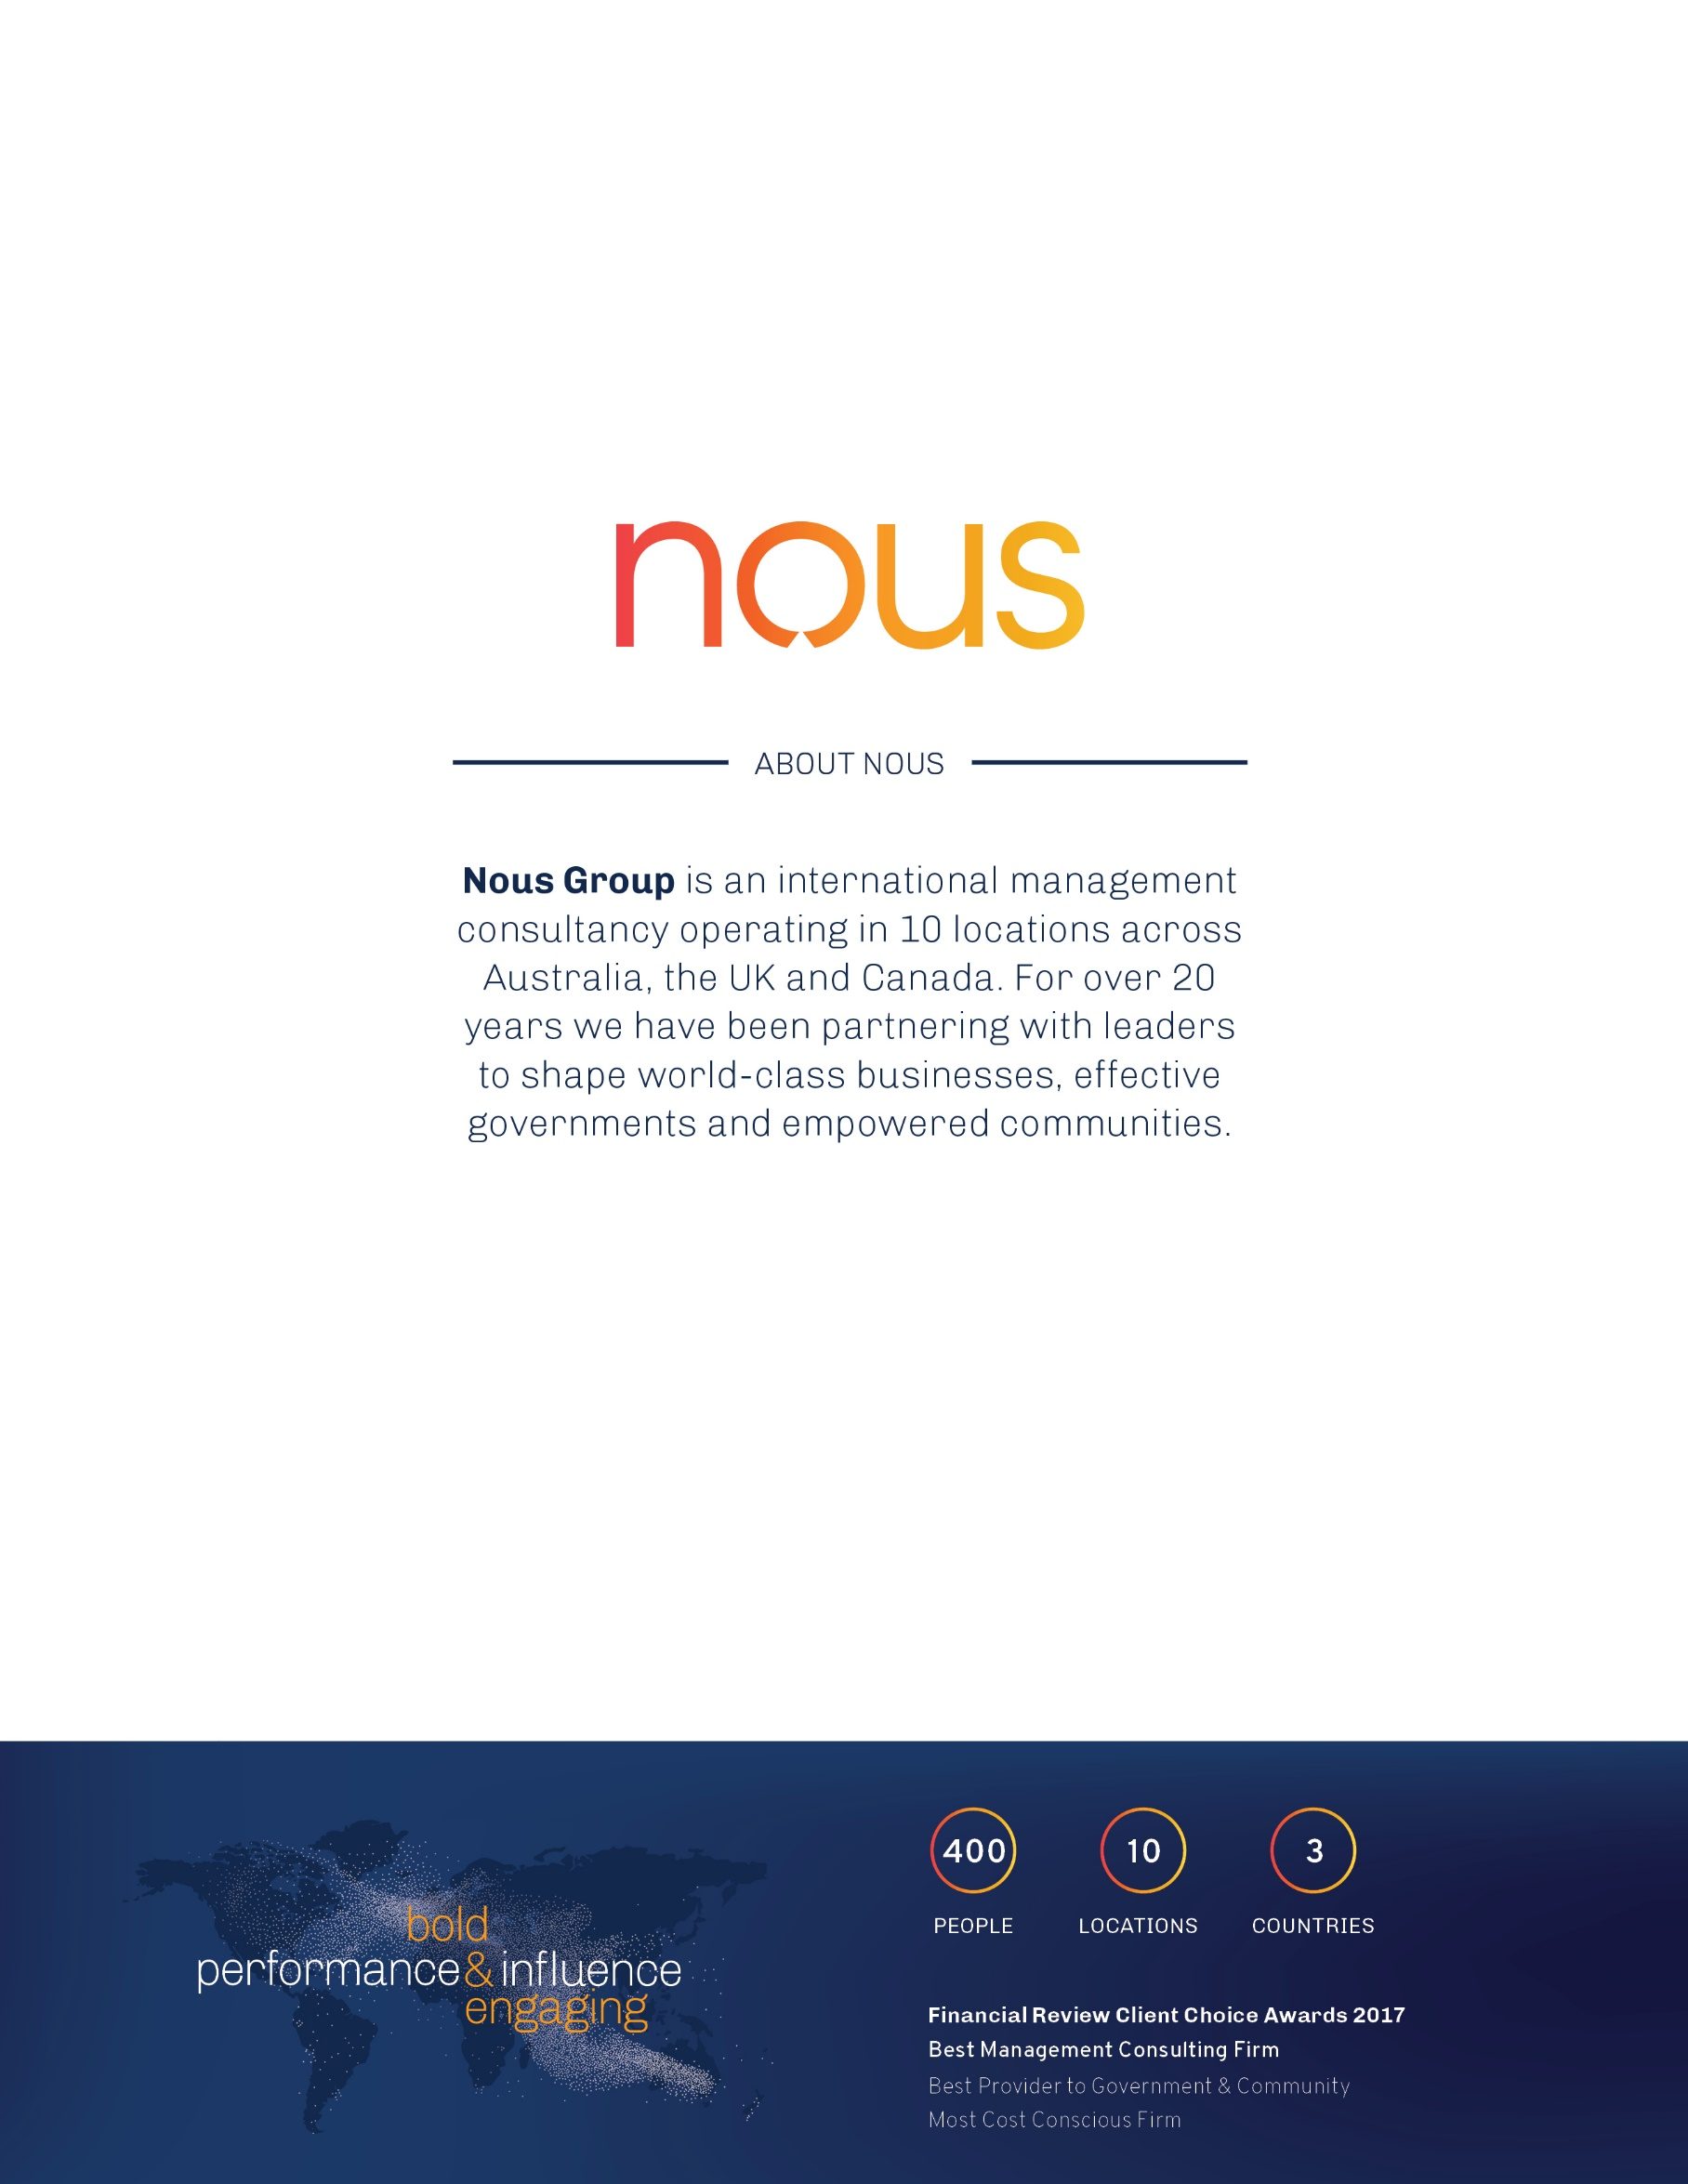 nous
ABOUT NOUS
Nous Group is an international management
consultancy operating in 10 locations across
Australia, the UK and Canada. For over 20
years we have been partnering with leaders
to shape world-class businesses, effective
governments and empowered communities.
bold
performance & influence
engaging
400
PEOPLE
10
LOCATIONS
3
COUNTRIES
Financial Review Client Choice Awards 2017
Best Management Consulting Firm
Best Provider to Government & Community
Most Cost Conscious Firm